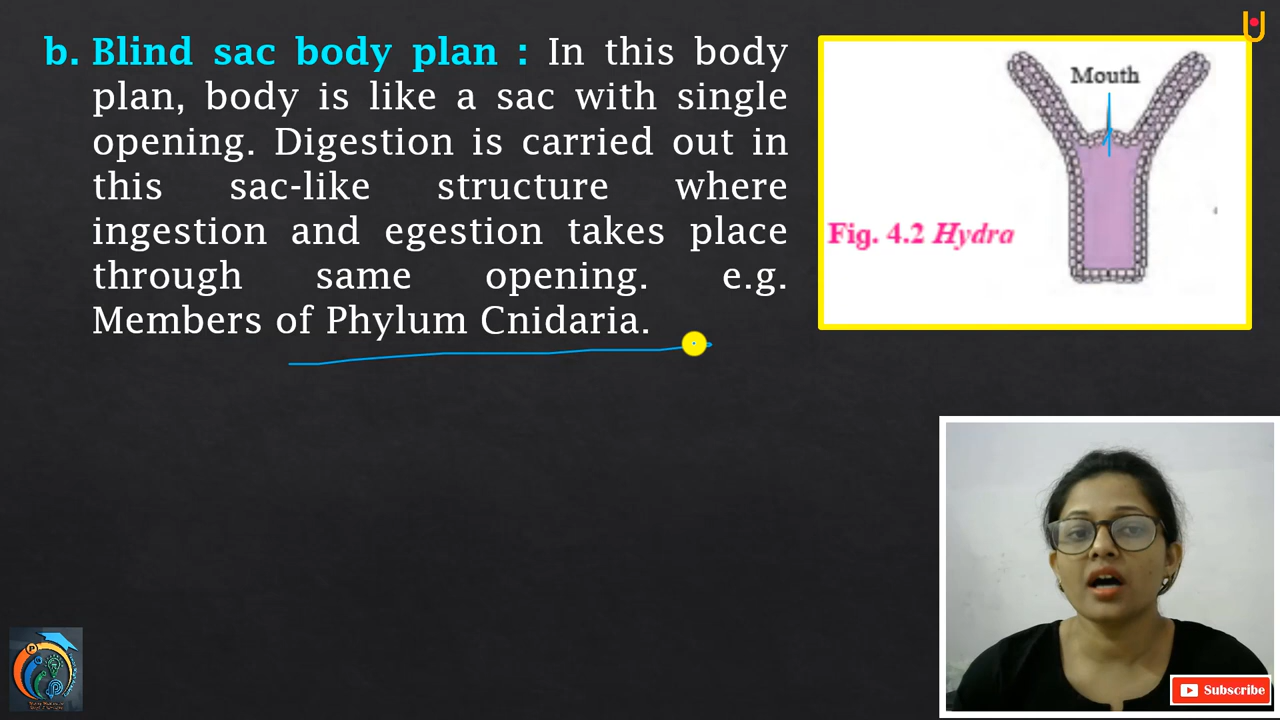 b. Blind sac body plan : In this body
plan, body is like a sac with single
opening. Digestion is carried out in
this sac-like structure where
ingestion and egestion takes place
through same opening. e.g.
Members of Phylum Cnidaria.
Mouth
Fig. 4.2 Hydra
Subscribe